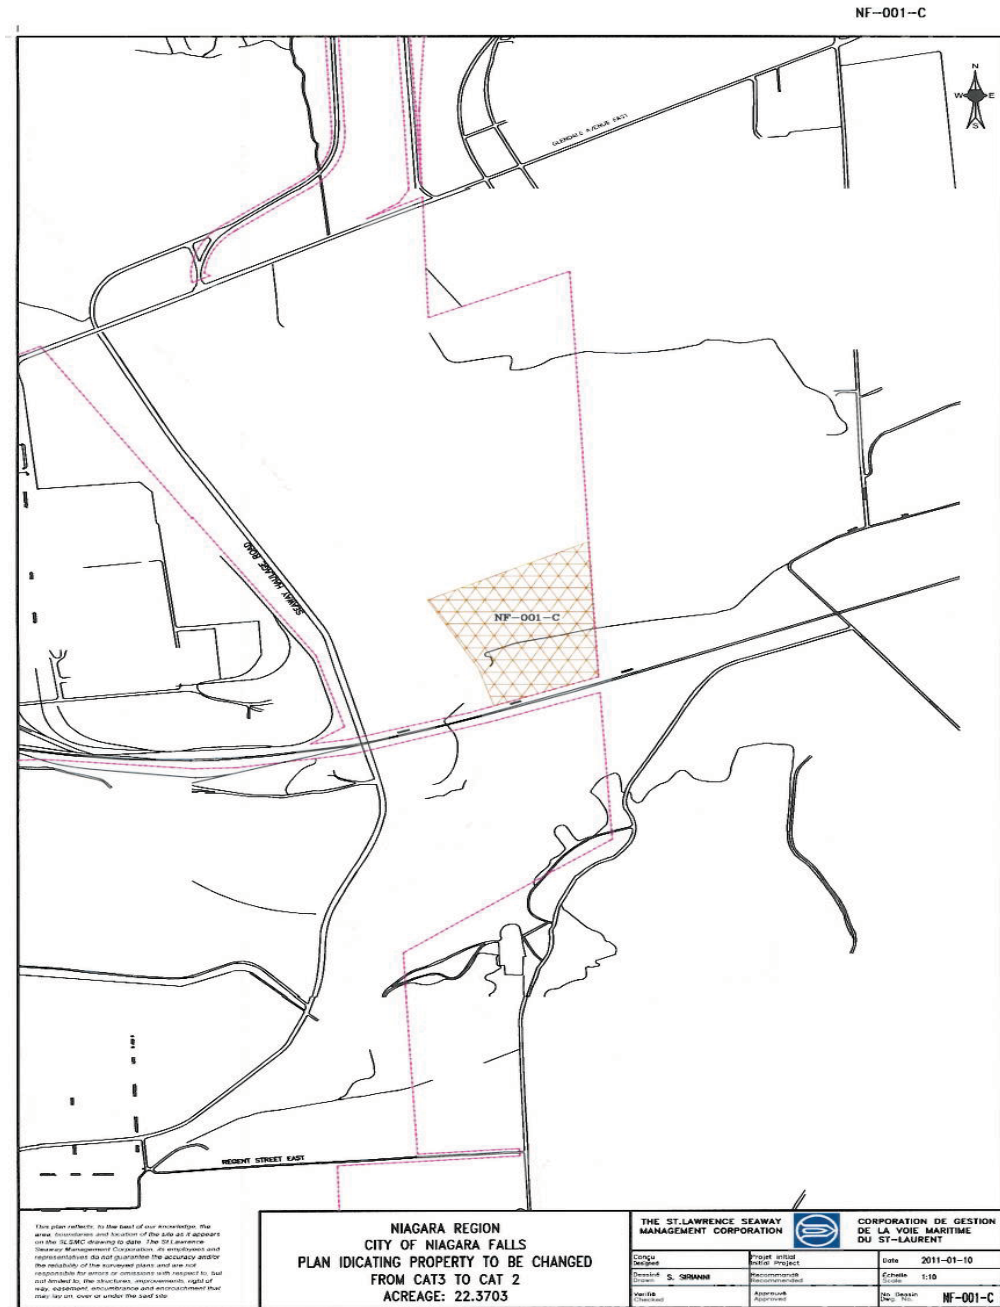 NF-001-C
N
W E
S
GLENDALE AVENUE EAST
SEAWAY HAULAGE ROAD
NF-001-C
REGENT STREET EAST
This plan reflects, to the best of our knowledge, the
area, boundaries and location of the site as it appears
on the SLSMC drawing to date. The St.Lawrence
Seaway Management Corporation, its employees and
representatives do not guarantee the accuracy and/or
the reliability of the surveyed plans and are not
responsible for errors or omissions with respect to, but
not limited to, the structures, improvements, right of
way, easement, encumbrance and encroachment that
may lay on, over or under the said site
NIAGARA REGION
CITY OF NIAGARA FALLS
PLAN IDICATING PROPERTY TO BE CHANGED
FROM CAT3 TO CAT 2
ACREAGE: 22.3703
THE ST.LAWRENCE SEAWAY
MANAGEMENT CORPORATION
CORPORATION DE GESTION
DE LA VOIE MARITIME
DU ST-LAURENT
Conçu
Designed
Projet initial
Initial Project
Date 2011-01-10
Dessiné
Drawn S. SIRIANNI
Recommandé
Recommended
Échelle
Scale 1:10
Vérifié
Checked
Approuvé
Approved
No. Dessin
Dwg. No. NF-001-C